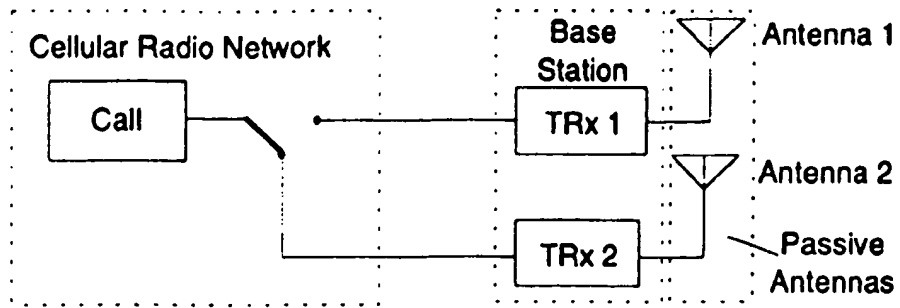 Cellular Radio Network
Call
Base
Station
TRx 1
TRx 2
Antenna 1
Antenna 2
Passive
Antennas